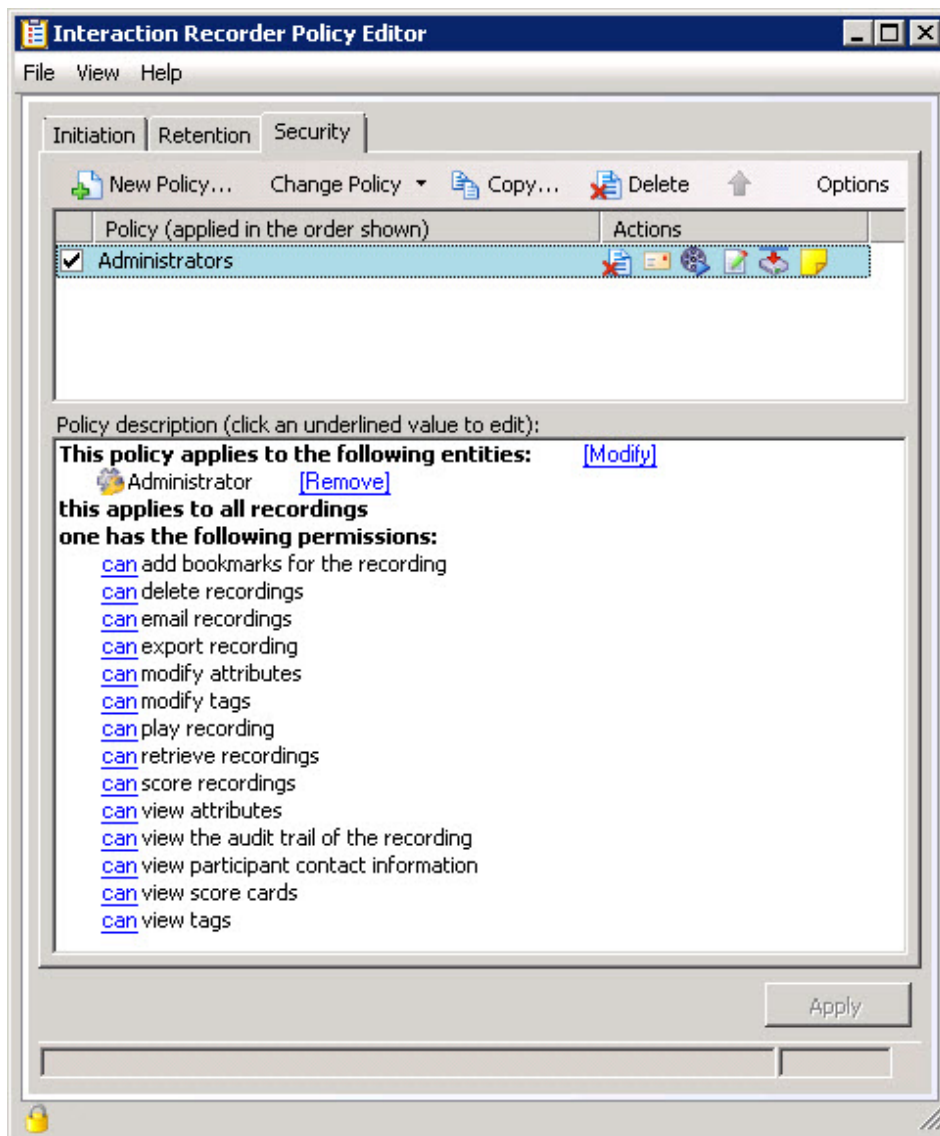 Interaction Recorder Policy Editor
File View Help
Initiation Retention Security
New Policy... Change Policy Copy... Delete Options
Policy (applied in the order shown) Actions
Administrators
Policy description (click an underlined value to edit):
This policy applies to the following entities: [Modify]
Administrator [Remove]
this applies to all recordings
one has the following permissions:
can add bookmarks for the recording
can delete recordings
can email recordings
can export recording
can modify attributes
can modify tags
can play recording
can retrieve recordings
can score recordings
can view attributes
can view the audit trail of the recording
can view participant contact information
can view score cards
can view tags
Apply